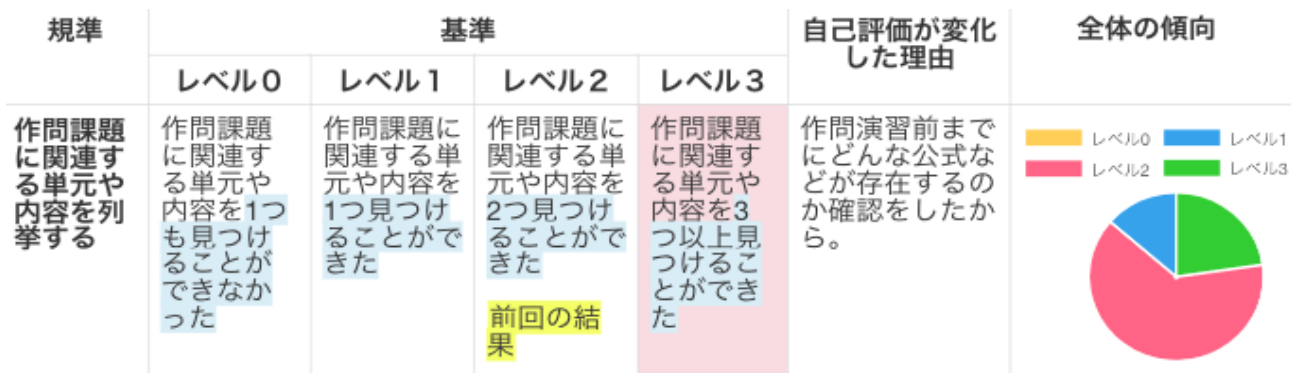 規準
基準
自己評価が変化
した理由
全体の傾向
レベル0
レベル1
レベル2
レベル3
作問課題
に関連す
る単元や
内容を列
挙する
作問課題
に関連す
る単元や
内容を1つ
も見つけ
ることが
できなか
った
作問課題に
関連する単
元や内容を
1つ見つけ
ることがで
きた
作問課題に
関連する単
元や内容を
2つ見つけ
ることがで
きた
前回の結
果
作問課題
に関連す
る単元や
内容を3
つ以上見
つけるこ
とができ
た
作問演習前まで
にどんな公式な
どが存在するの
か確認をしたか
ら。
レベル0
レベル1
レベル2
レベル3